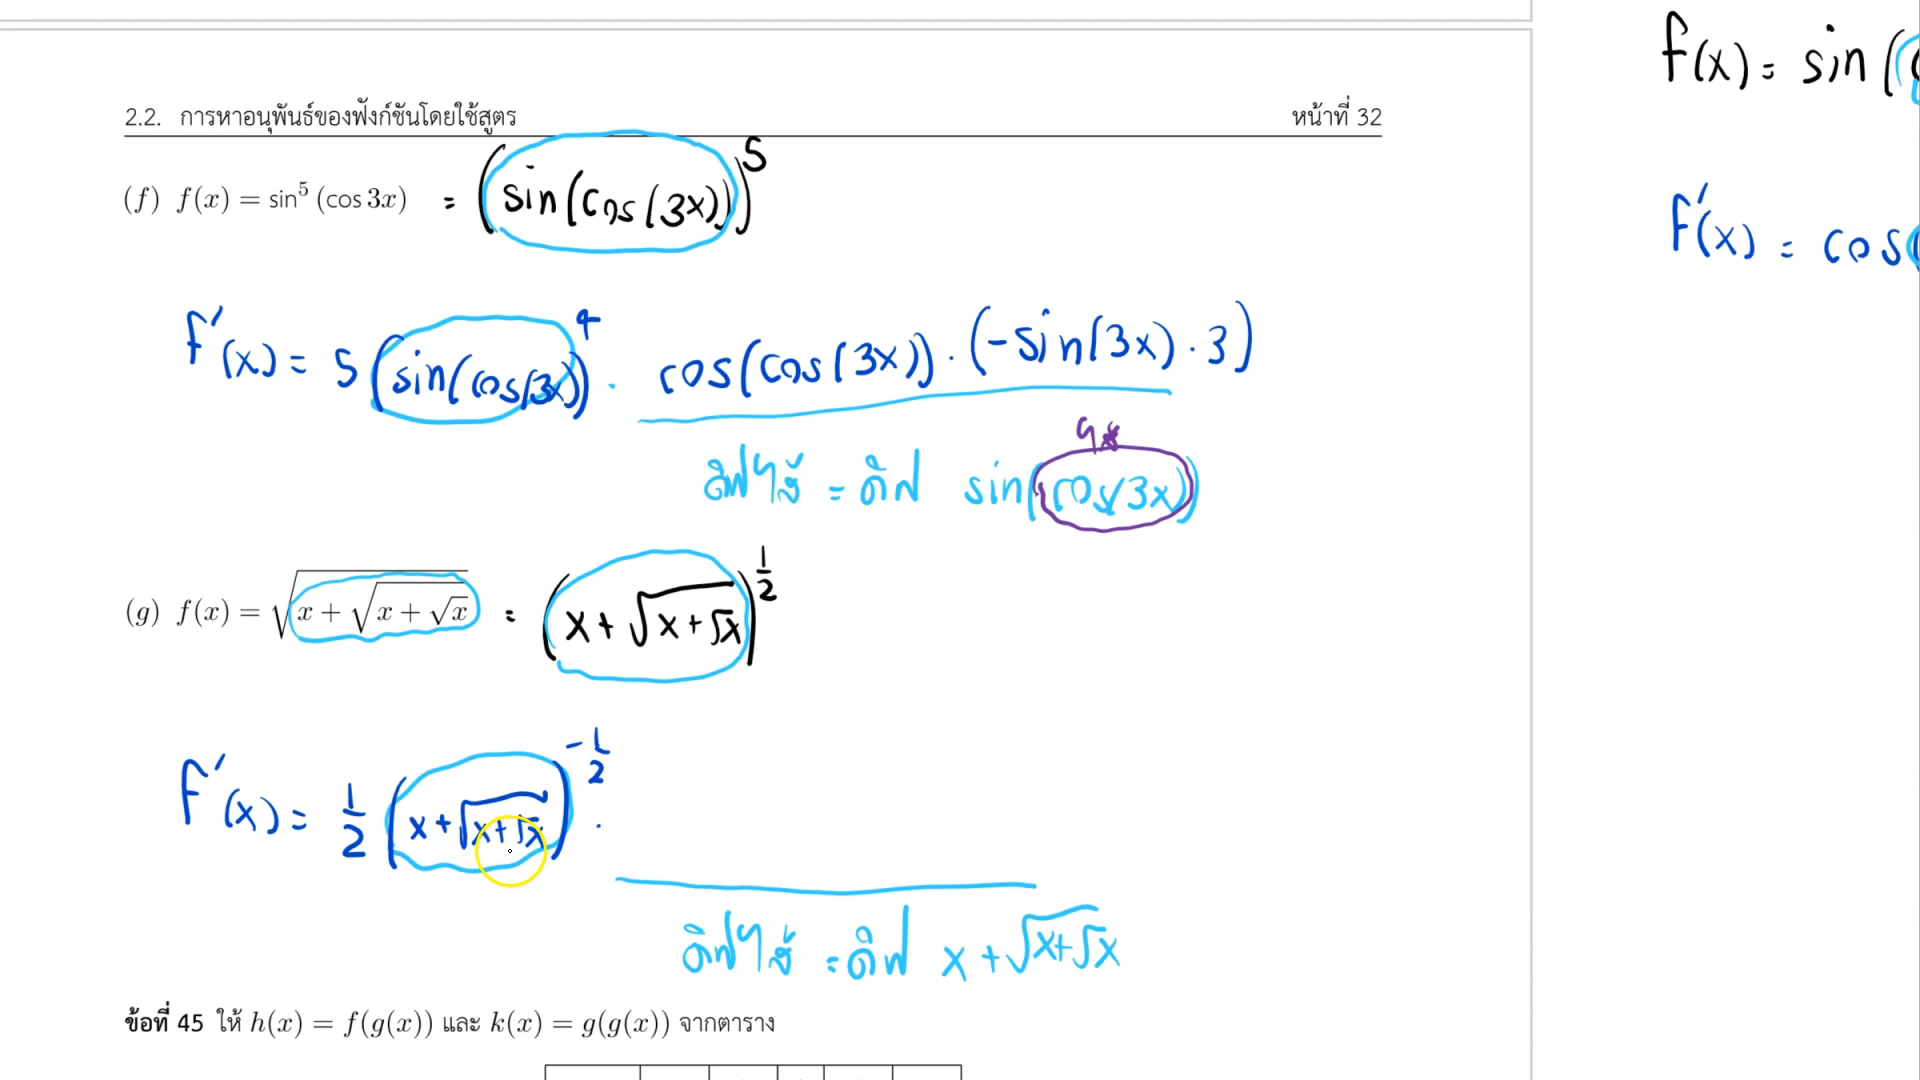 2.2. การหาอนุพันธ์ของฟังก์ชันโดยใช้สูตร หน้าที่ 32
(f) f(x) = sin⁵ (cos 3x) = (sin(cos(3x)))⁵
f'(x) = 5 (sin(cos(3x)))⁴ · cos(cos(3x)) · (-sin(3x) · 3)
ดิฟไส้ = ดิฟ sin(cos(3x))
(g) f(x) = √(x + √(x + √x)) = (x + √(x + √x))^(1/2)
f'(x) = 1/2 (x + √(x + √x))^(-1/2) ·
ดิฟไส้ = ดิฟ x + √(x + √x)
ข้อที่ 45 ให้ h(x) = f(g(x)) และ k(x) = g(g(x)) จากตาราง
f(x) = sin(
f'(x) = cos(